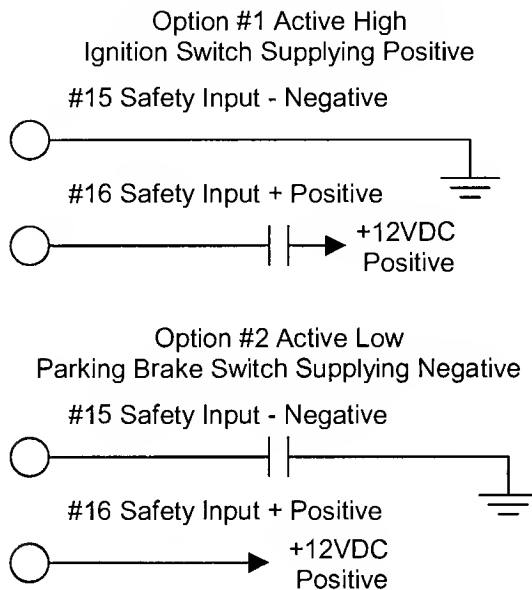 Option #1 Active High
Ignition Switch Supplying Positive
#15 Safety Input - Negative
#16 Safety Input + Positive
+12VDC
Positive
Option #2 Active Low
Parking Brake Switch Supplying Negative
#15 Safety Input - Negative
#16 Safety Input + Positive
+12VDC
Positive